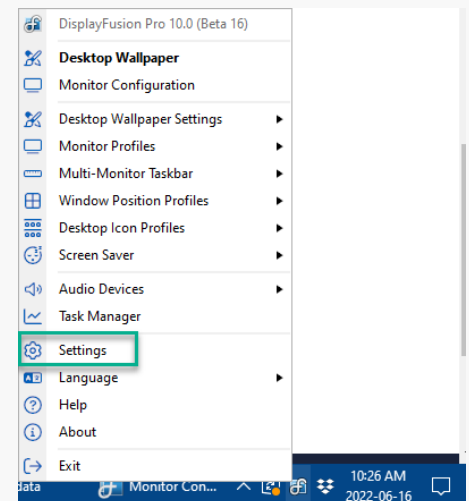 DisplayFusion Pro 10.0 (Beta 16)
Desktop Wallpaper
Monitor Configuration
Desktop Wallpaper Settings
Monitor Profiles
Multi-Monitor Taskbar
Window Position Profiles
Desktop Icon Profiles
Screen Saver
Audio Devices
Task Manager
Settings
Language
Help
About
Exit
data
Monitor Con...
10:26 AM
2022-06-16